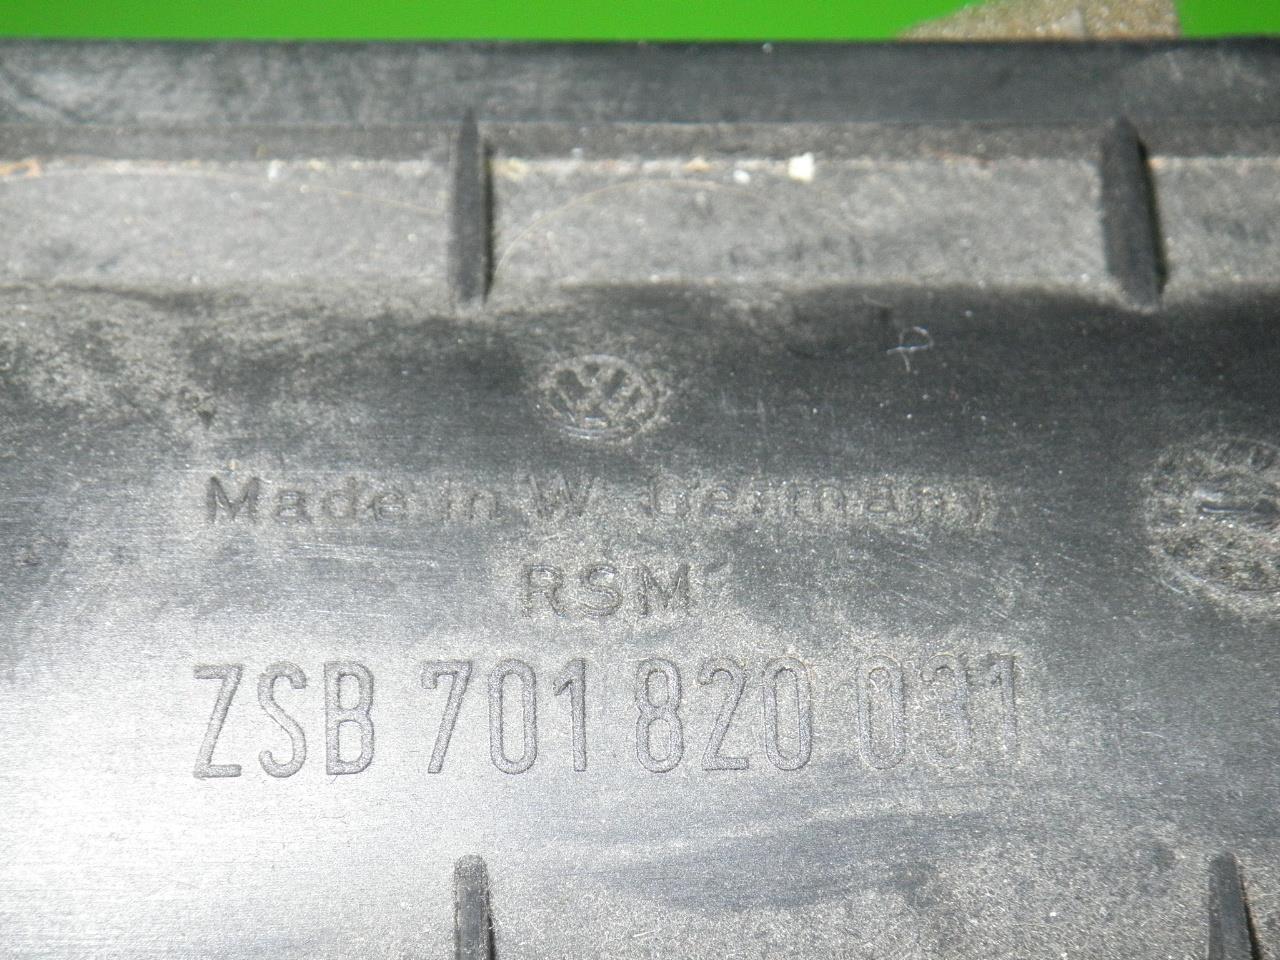 Made in W. Germany
RSM
ZSB 701 820 031